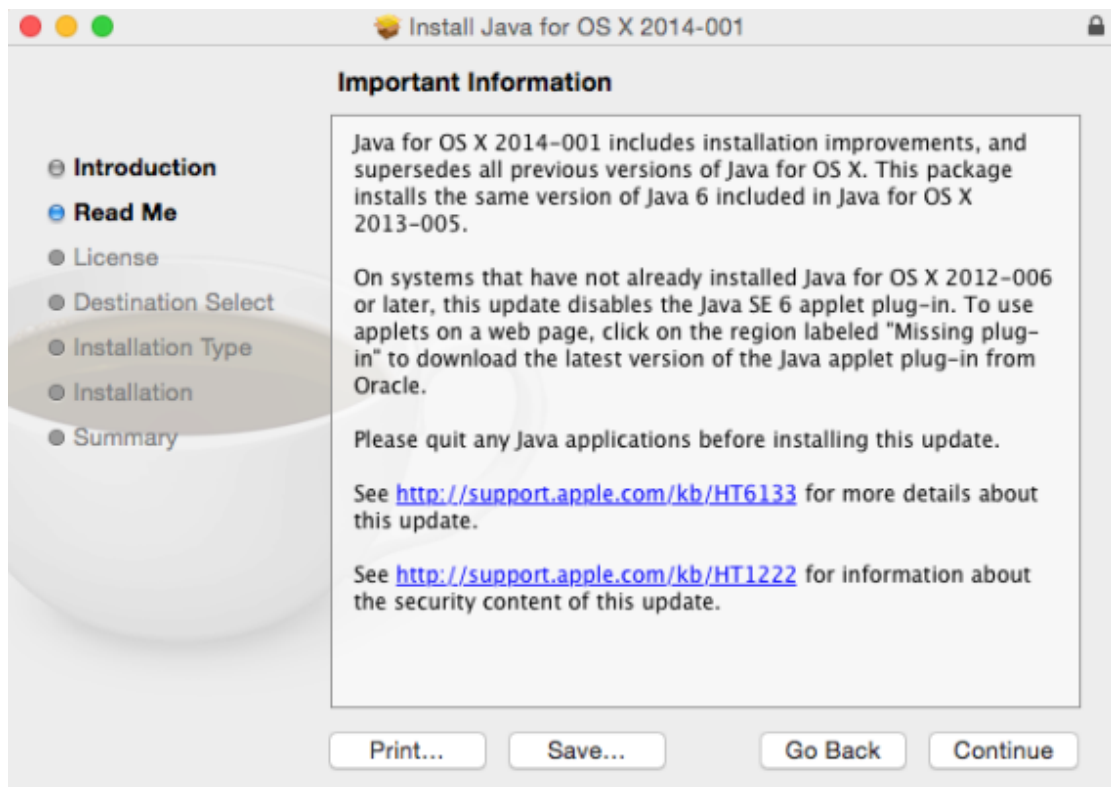 Install Java for OS X 2014-001
Important Information
Introduction
Read Me
License
Destination Select
Installation Type
Installation
Summary
Java for OS X 2014-001 includes installation improvements, and
supersedes all previous versions of Java for OS X. This package
installs the same version of Java 6 included in Java for OS X
2013-005.
On systems that have not already installed Java for OS X 2012-006
or later, this update disables the Java SE 6 applet plug-in. To use
applets on a web page, click on the region labeled "Missing plug-
in" to download the latest version of the Java applet plug-in from
Oracle.
Please quit any Java applications before installing this update.
See http://support.apple.com/kb/HT6133 for more details about
this update.
See http://support.apple.com/kb/HT1222 for information about
the security content of this update.
Print...
Save...
Go Back
Continue